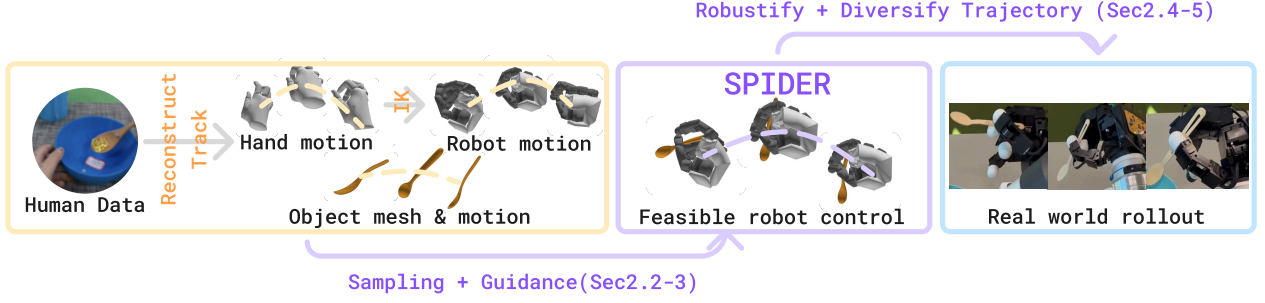 Robustify + Diversify Trajectory (Sec2.4-5)
SPIDER
Reconstruct
Track
IK
Hand motion
Robot motion
Human Data
Object mesh & motion
Feasible robot control
Real world rollout
Sampling + Guidance(Sec2.2-3)